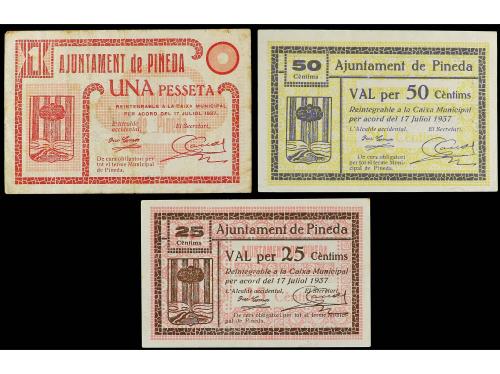 AJUNTAMENT de PINEDA
UNA PESSETA
REINTEGRABLE A LA CAIXA MUNICIPAL
PER ACORD DEL 17 JULIOL 1937.
L'Alcalde accidental, El Secretari,
De curs obligatori per
tot el terme Municipal
de Pineda.
50
Cèntims
Ajuntament de Pineda
VAL per 50 Cèntims
Reintegrable a la Caixa Municipal
per acord del 17 Juliol 1937
L'Alcalde accidental, El Secretari,
De curs obligatori
per tot el terme Municipal
de Pineda.
25
Cèntims
Ajuntament de Pineda
VAL per 25 Cèntims
Reintegrable a la Caixa Municipal
per acord del 17 Juliol 1937
L'Alcalde accidental, El Secretari,
De curs obligatori per tot el terme Municipal
de Pineda.